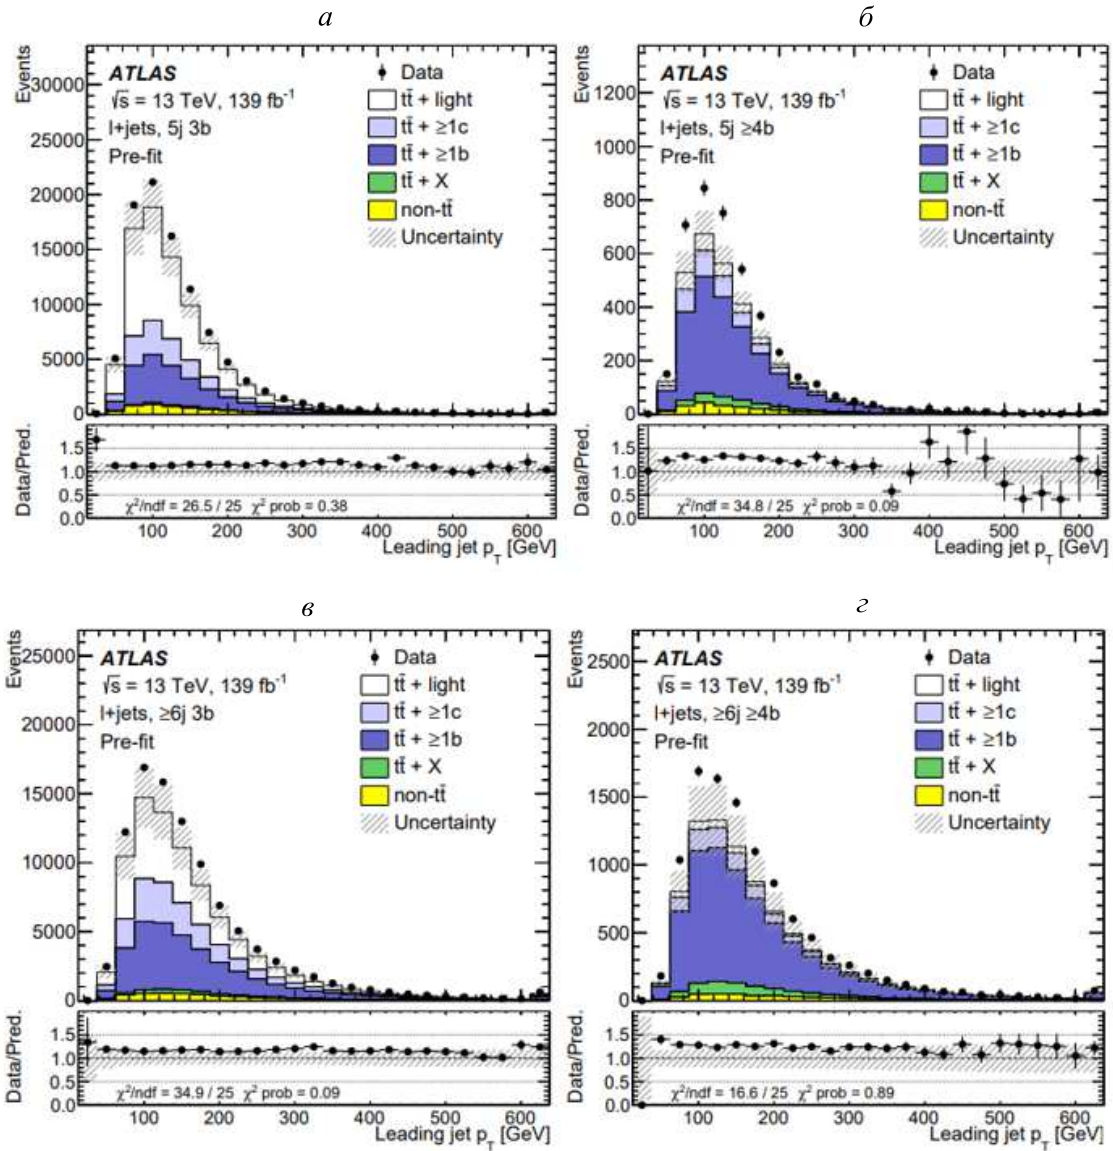 а
Events
30000
25000
20000
15000
10000
5000
0
ATLAS
√s = 13 TeV, 139 fb⁻¹
l+jets, 5j 3b
Pre-fit
Data
tt̄ + light
tt̄ + ≥1c
tt̄ + ≥1b
tt̄ + X
non-tt̄
Uncertainty
Data/Pred.
1.5
1.0
0.5
0.0
χ²/ndf = 26.5 / 25 χ² prob = 0.38
100 200 300 400 500 600
Leading jet p_T [GeV]
б
Events
1200
1000
800
600
400
200
0
ATLAS
√s = 13 TeV, 139 fb⁻¹
l+jets, 5j ≥4b
Pre-fit
Data
tt̄ + light
tt̄ + ≥1c
tt̄ + ≥1b
tt̄ + X
non-tt̄
Uncertainty
Data/Pred.
1.5
1.0
0.5
0.0
χ²/ndf = 34.8 / 25 χ² prob = 0.09
100 200 300 400 500 600
Leading jet p_T [GeV]
в
Events
25000
20000
15000
10000
5000
0
ATLAS
√s = 13 TeV, 139 fb⁻¹
l+jets, ≥6j 3b
Pre-fit
Data
tt̄ + light
tt̄ + ≥1c
tt̄ + ≥1b
tt̄ + X
non-tt̄
Uncertainty
Data/Pred.
1.5
1.0
0.5
0.0
χ²/ndf = 34.9 / 25 χ² prob = 0.09
100 200 300 400 500 600
Leading jet p_T [GeV]
г
Events
2500
2000
1500
1000
500
0
ATLAS
√s = 13 TeV, 139 fb⁻¹
l+jets, ≥6j ≥4b
Pre-fit
Data
tt̄ + light
tt̄ + ≥1c
tt̄ + ≥1b
tt̄ + X
non-tt̄
Uncertainty
Data/Pred.
1.5
1.0
0.5
0.0
χ²/ndf = 16.6 / 25 χ² prob = 0.89
100 200 300 400 500 600
Leading jet p_T [GeV]